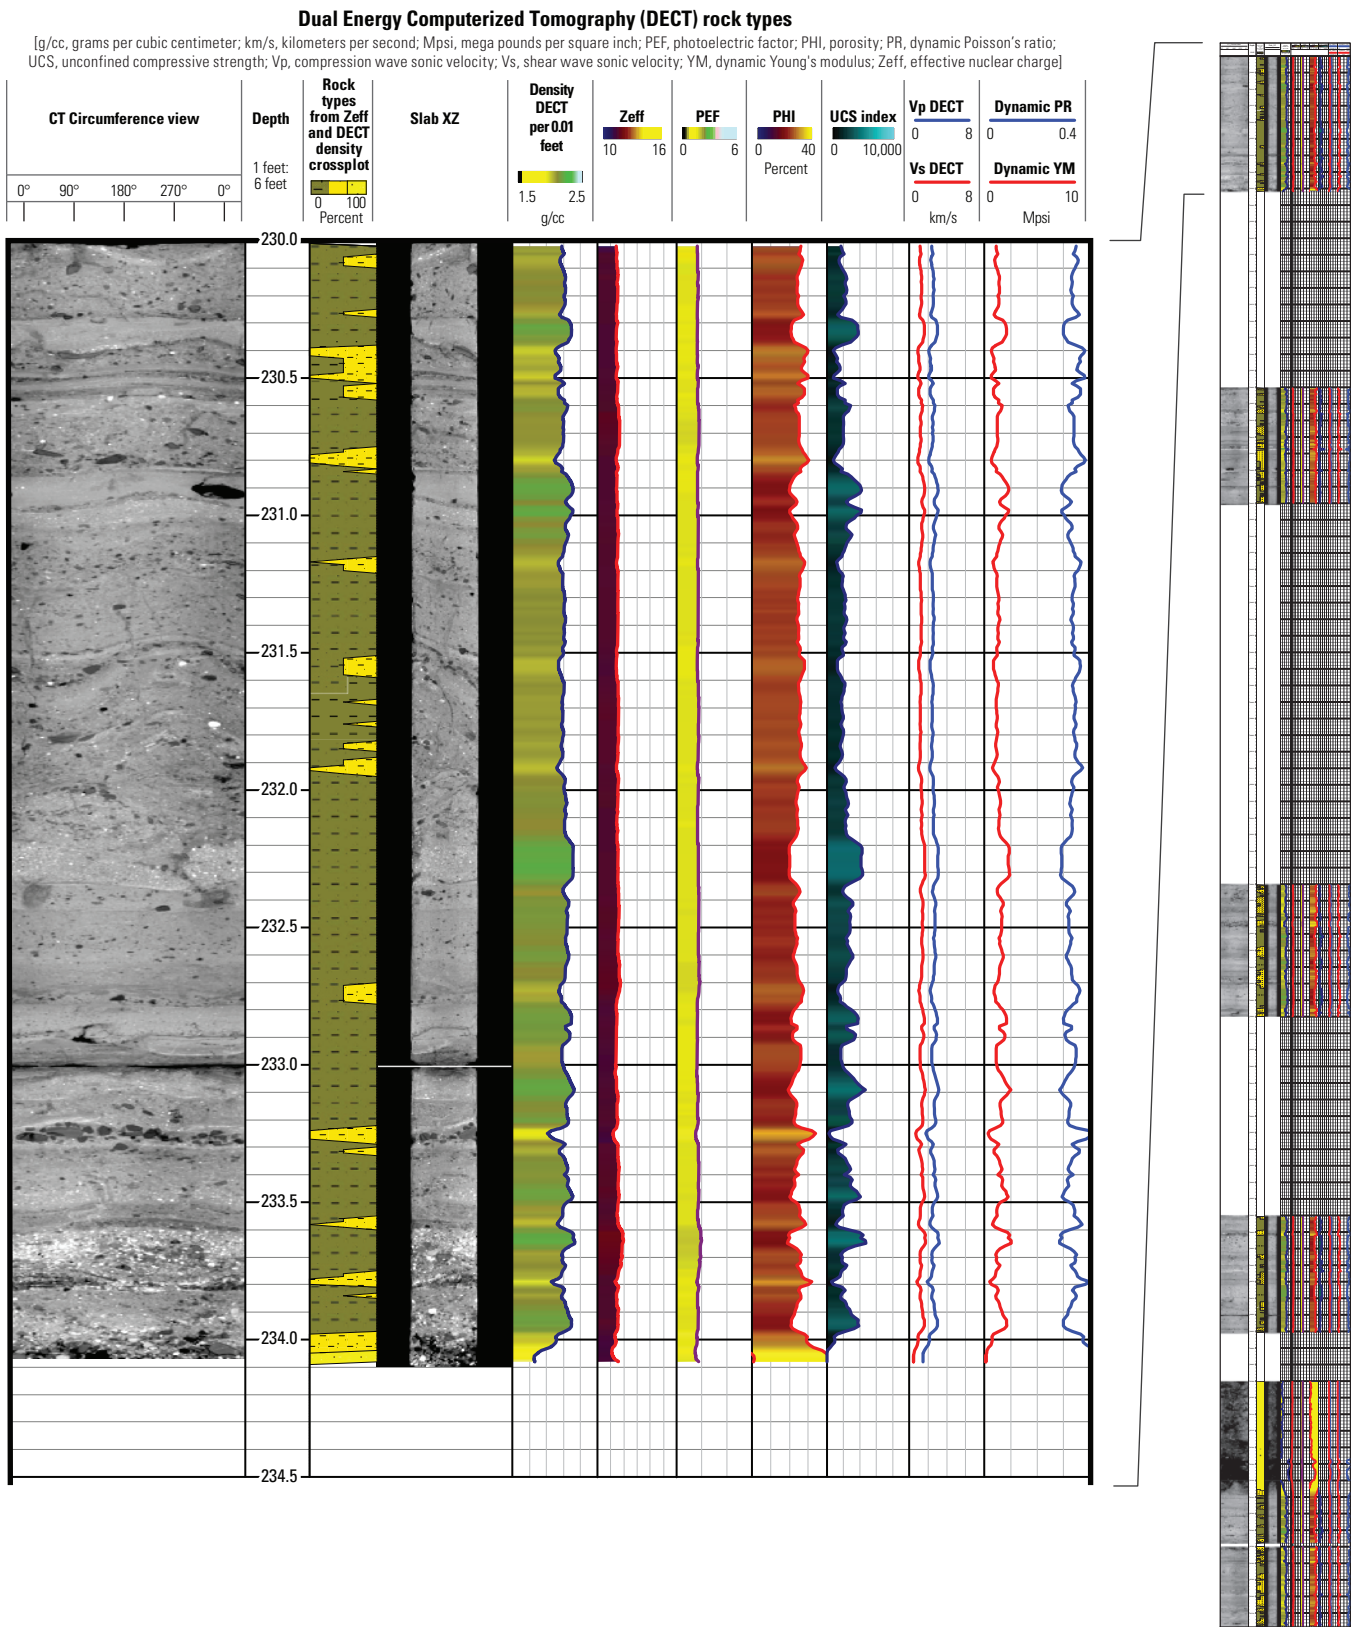 Dual Energy Computerized Tomography (DECT) rock types
[g/cc, grams per cubic centimeter; km/s, kilometers per second; Mpsi, mega pounds per square inch; PEF, photoelectric factor; PHI, porosity; PR, dynamic Poisson's ratio;
UCS, unconfined compressive strength; Vp, compression wave sonic velocity; Vs, shear wave sonic velocity; YM, dynamic Young's modulus; Zeff, effective nuclear charge]
CT Circumference view
0° 90° 180° 270° 0°
Depth
1 feet:
6 feet
Rock
types
from Zeff
and DECT
density
crossplot
0 100
Percent
Slab XZ
Density
DECT
per 0.01
feet
1.5 2.5
g/cc
Zeff
10 16
PEF
0 6
PHI
0 40
Percent
UCS index
0 10,000
Vp DECT
0 8
Vs DECT
0 8
km/s
Dynamic PR
0 0.4
Dynamic YM
0 10
Mpsi
230.0
230.5
231.0
231.5
232.0
232.5
233.0
233.5
234.0
234.5